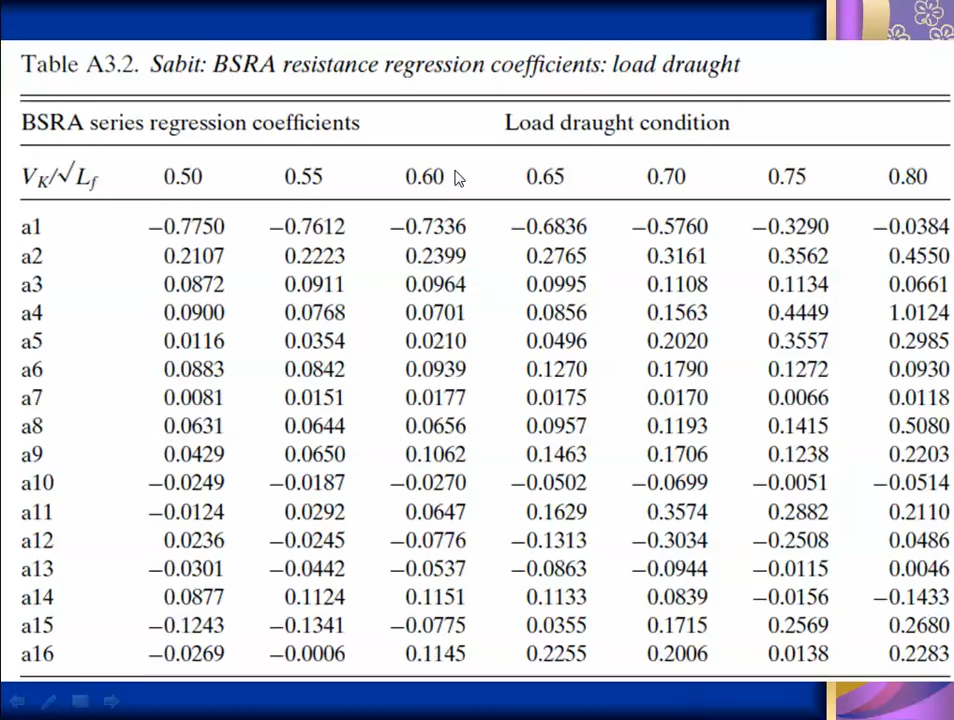 Table A3.2. Sabit: BSRA resistance regression coefficients: load draught
BSRA series regression coefficients Load draught condition
VK/√Lf 0.50 0.55 0.60 0.65 0.70 0.75 0.80
a1 −0.7750 −0.7612 −0.7336 −0.6836 −0.5760 −0.3290 −0.0384
a2 0.2107 0.2223 0.2399 0.2765 0.3161 0.3562 0.4550
a3 0.0872 0.0911 0.0964 0.0995 0.1108 0.1134 0.0661
a4 0.0900 0.0768 0.0701 0.0856 0.1563 0.4449 1.0124
a5 0.0116 0.0354 0.0210 0.0496 0.2020 0.3557 0.2985
a6 0.0883 0.0842 0.0939 0.1270 0.1790 0.1272 0.0930
a7 0.0081 0.0151 0.0177 0.0175 0.0170 0.0066 0.0118
a8 0.0631 0.0644 0.0656 0.0957 0.1193 0.1415 0.5080
a9 0.0429 0.0650 0.1062 0.1463 0.1706 0.1238 0.2203
a10 −0.0249 −0.0187 −0.0270 −0.0502 −0.0699 −0.0051 −0.0514
a11 −0.0124 0.0292 0.0647 0.1629 0.3574 0.2882 0.2110
a12 0.0236 −0.0245 −0.0776 −0.1313 −0.3034 −0.2508 0.0486
a13 −0.0301 −0.0442 −0.0537 −0.0863 −0.0944 −0.0115 0.0046
a14 0.0877 0.1124 0.1151 0.1133 0.0839 −0.0156 −0.1433
a15 −0.1243 −0.1341 −0.0775 0.0355 0.1715 0.2569 0.2680
a16 −0.0269 −0.0006 0.1145 0.2255 0.2006 0.0138 0.2283